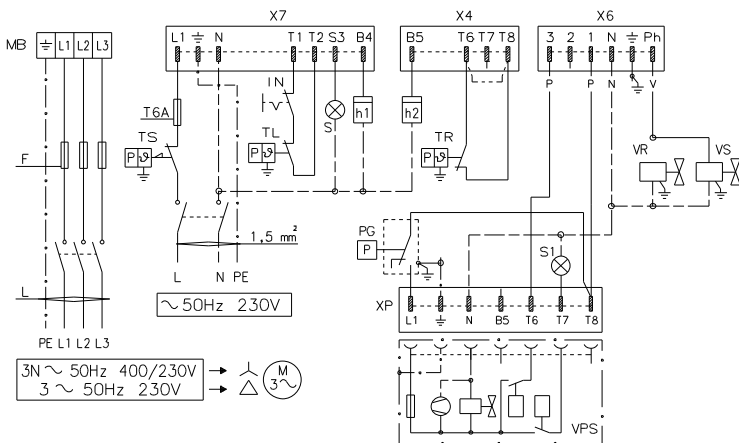 X7 X4 X6
MB L1 L2 L3
L1 N T1 T2 S3 B4
B5 T6 T7 T8
3 2 1 N Ph
P P N V
IN
T6A
h1 h2
S
TS TL TR
P ϑ P ϑ P ϑ
VR VS
F
1,5 mm²
PG
P
S1
L N PE
L
XP
L1 N B5 T6 T7 T8
∼ 50Hz 230V
PE L1 L2 L3
3N ∼ 50Hz 400/230V
3 ∼ 50Hz 230V
M
3∼
VPS